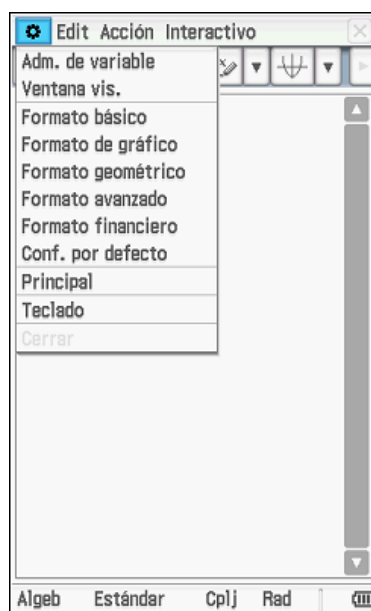 Edit Acción Interactivo
Adm. de variable
Ventana vis.
Formato básico
Formato de gráfico
Formato geométrico
Formato avanzado
Formato financiero
Conf. por defecto
Principal
Teclado
Cerrar
Algeb Estándar Cplj Rad